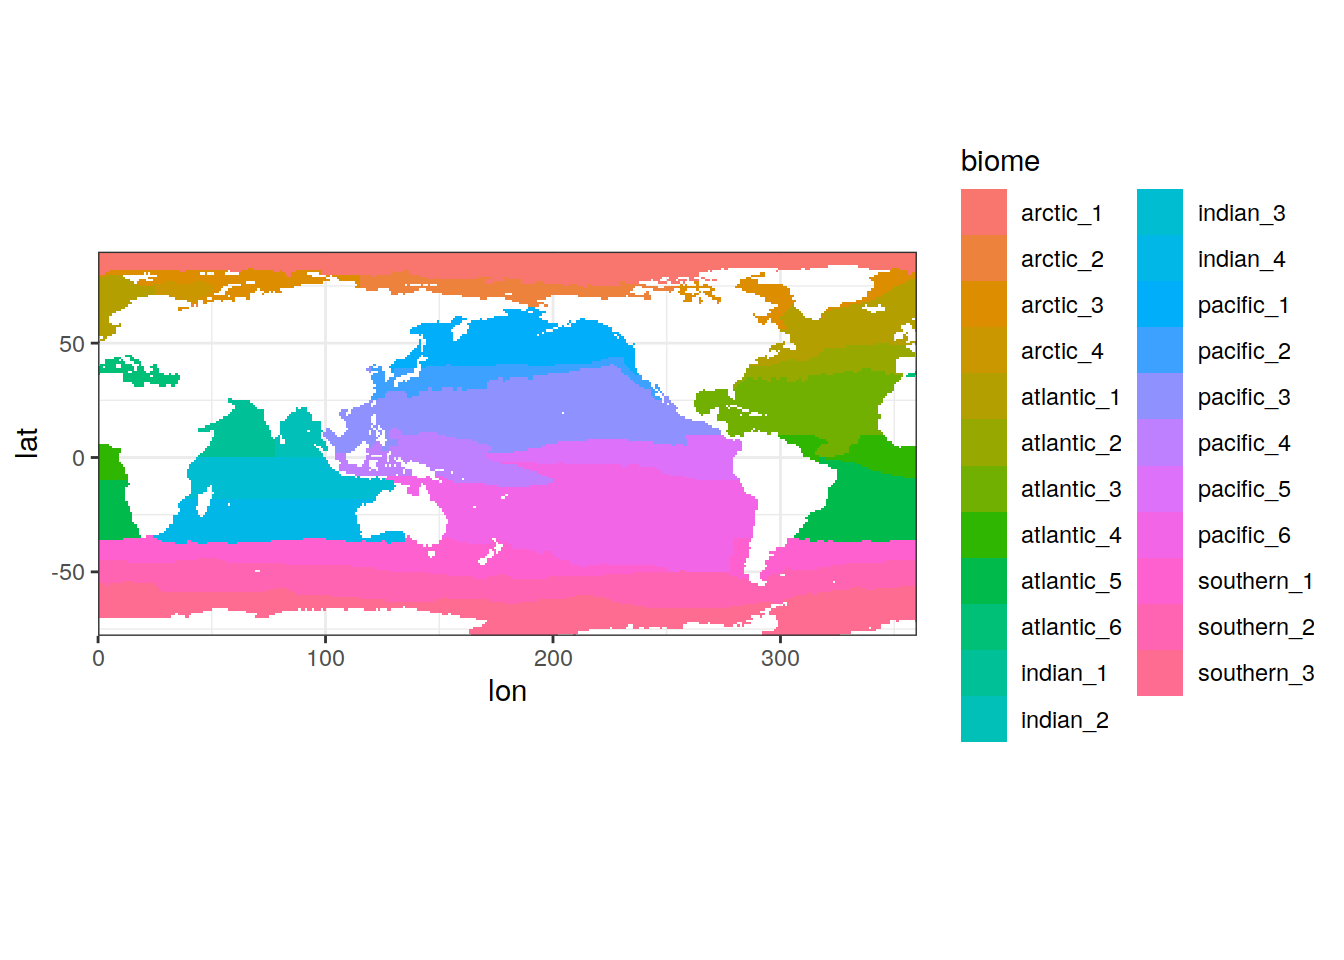 biome
arctic_1
arctic_2
arctic_3
arctic_4
atlantic_1
atlantic_2
atlantic_3
atlantic_4
atlantic_5
atlantic_6
indian_1
indian_2
indian_3
indian_4
pacific_1
pacific_2
pacific_3
pacific_4
pacific_5
pacific_6
southern_1
southern_2
southern_3
lat
50
0
-50
0 100 200 300
lon